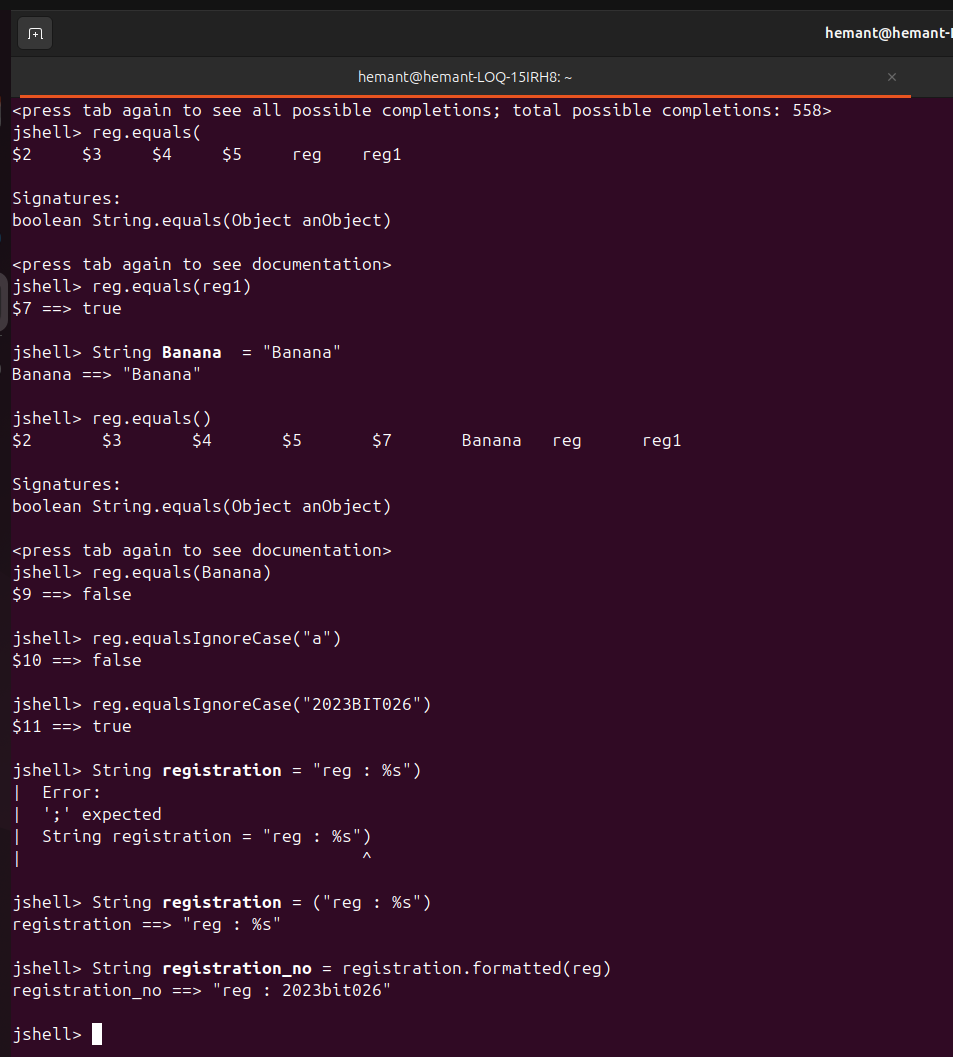 hemant@hemant-
hemant@hemant-LOQ-15IRH8: ~
<press tab again to see all possible completions; total possible completions: 558>
jshell> reg.equals(
$2     $3     $4     $5     reg    reg1
Signatures:
boolean String.equals(Object anObject)
<press tab again to see documentation>
jshell> reg.equals(reg1)
$7 ==> true
jshell> String Banana  = "Banana"
Banana ==> "Banana"
jshell> reg.equals()
$2       $3       $4       $5       $7       Banana   reg      reg1
Signatures:
boolean String.equals(Object anObject)
<press tab again to see documentation>
jshell> reg.equals(Banana)
$9 ==> false
jshell> reg.equalsIgnoreCase("a")
$10 ==> false
jshell> reg.equalsIgnoreCase("2023BIT026")
$11 ==> true
jshell> String registration = "reg : %s")
|  Error:
|  ';' expected
|  String registration = "reg : %s")
|                                  ^
jshell> String registration = ("reg : %s")
registration ==> "reg : %s"
jshell> String registration_no = registration.formatted(reg)
registration_no ==> "reg : 2023bit026"
jshell>